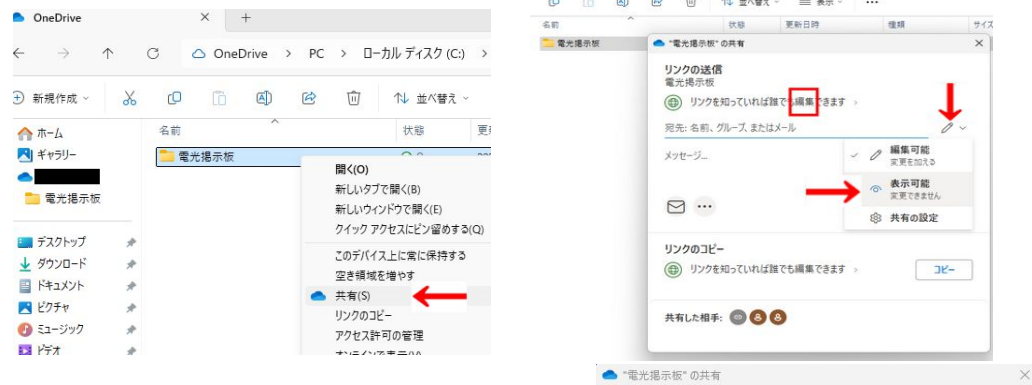 OneDrive
OneDrive > PC > ローカル ディスク (C:) >
新規作成
並べ替え
ホーム
ギャラリー
電光掲示板
デスクトップ
ダウンロード
ドキュメント
ピクチャ
ミュージック
ビデオ
名前
状態
電光掲示板
開く(O)
新しいタブで開く(B)
新しいウィンドウで開く(E)
クイック アクセスにピン留めする(Q)
このデバイス上に常に保持する
空き領域を増やす
共有(S)
リンクのコピー
アクセス許可の管理
並べ替え
表示
名前
状態
更新日時
種類
電光掲示板
"電光掲示板" の共有
リンクの送信
電光掲示板
リンクを知っていれば誰でも編集できます
宛先: 名前、グループ、またはメール
メッセージ...
編集可能
変更を加える
表示可能
変更できません
共有の設定
リンクのコピー
リンクを知っていれば誰でも編集できます
コピー
共有した相手:
"電光掲示板" の共有